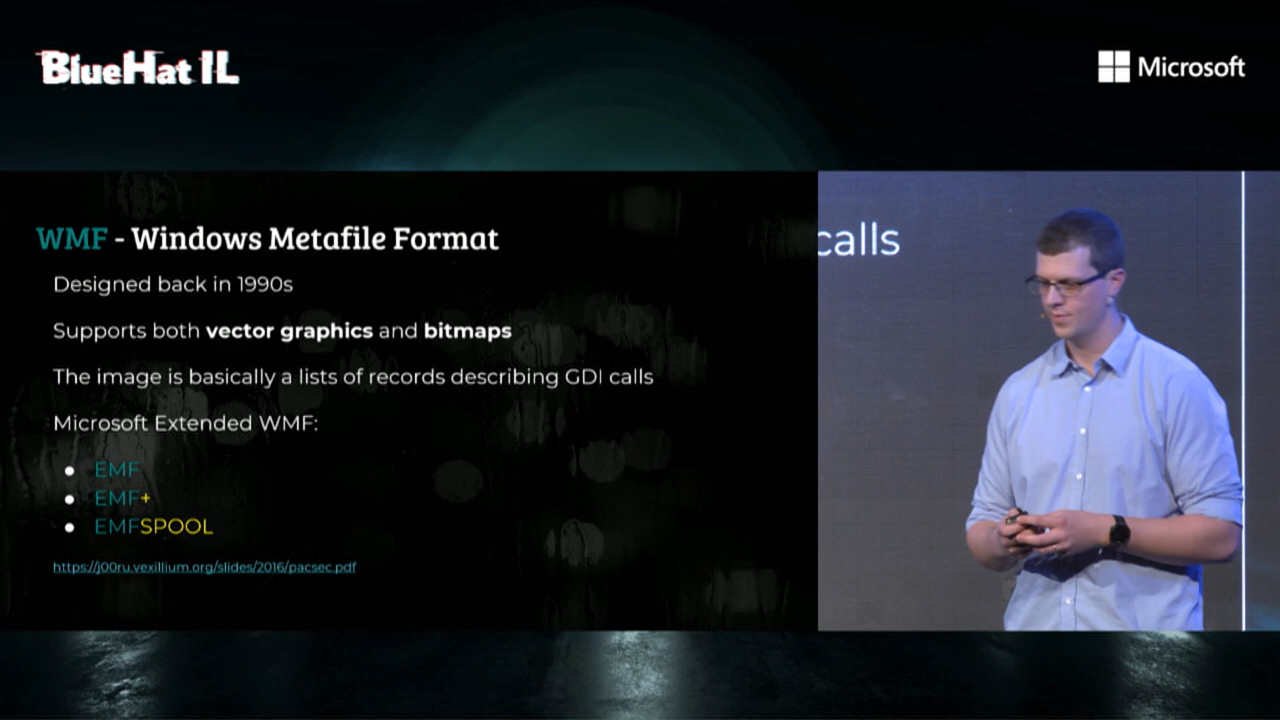 BlueHat IL
Microsoft
WMF - Windows Metafile Format
Designed back in 1990s
Supports both vector graphics and bitmaps
The image is basically a lists of records describing GDI calls
Microsoft Extended WMF:
● EMF
● EMF+
● EMFSPOOL
https://j00ru.vexillium.org/slides/2016/pacsec.pdf
calls